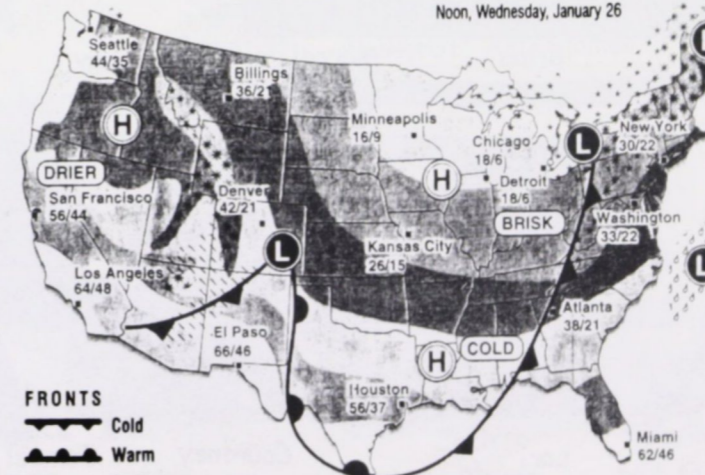 Noon, Wednesday, January 26
Seattle
44/35
Billings
36/21
Minneapolis
16/9
H
Chicago
18/6
L
New York
30/22
DRIER
San Francisco
56/44
Denver
42/21
H
Detroit
18/6
BRISK
Washington
33/22
L
Kansas City
26/15
L
Los Angeles
64/48
El Paso
66/46
H
COLD
Atlanta
38/21
FRONTS
Cold
Warm
Houston
56/37
Miami
62/46